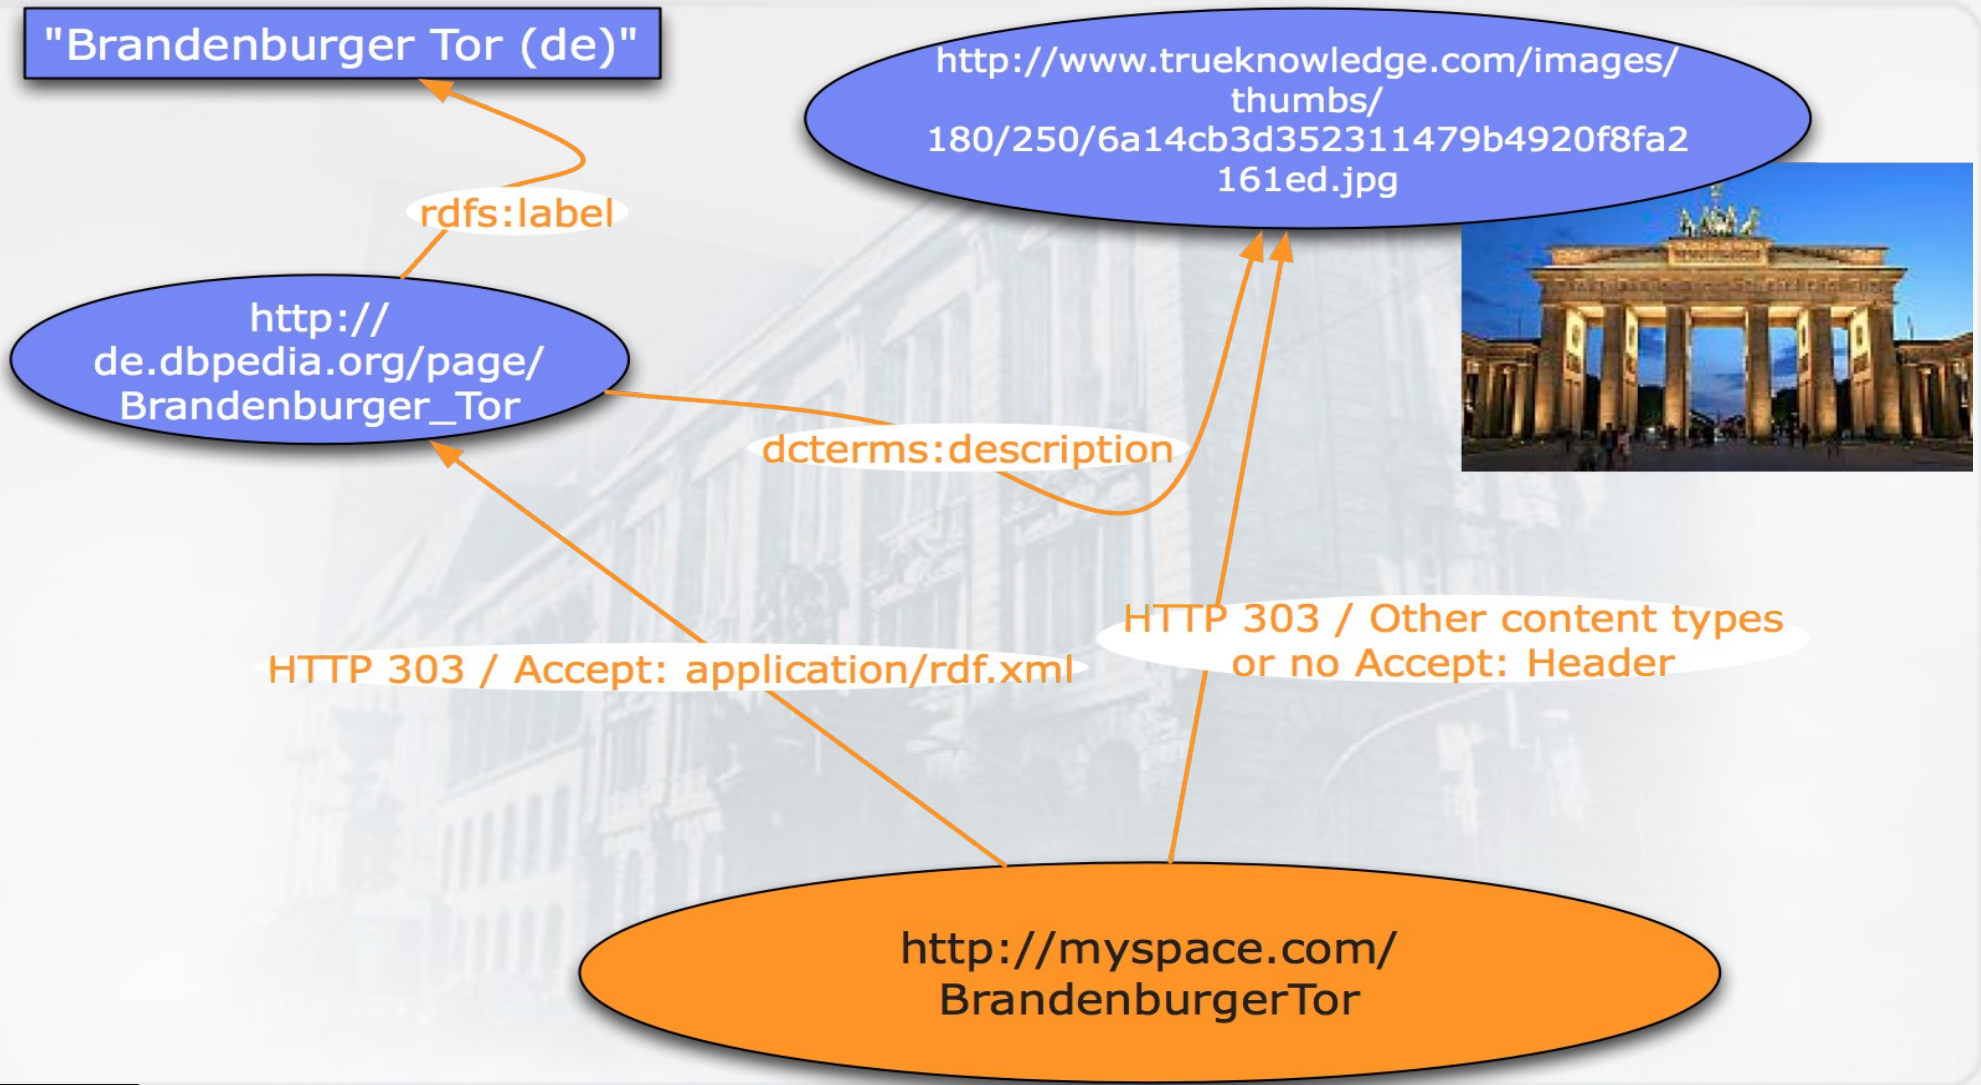 "Brandenburger Tor (de)"
http://www.trueknowledge.com/images/
thumbs/
180/250/6a14cb3d352311479b4920f8fa2
161ed.jpg
rdfs:label
http://
de.dbpedia.org/page/
Brandenburger_Tor
dcterms:description
HTTP 303 / Other content types
or no Accept: Header
HTTP 303 / Accept: application/rdf.xml
http://myspace.com/
BrandenburgerTor